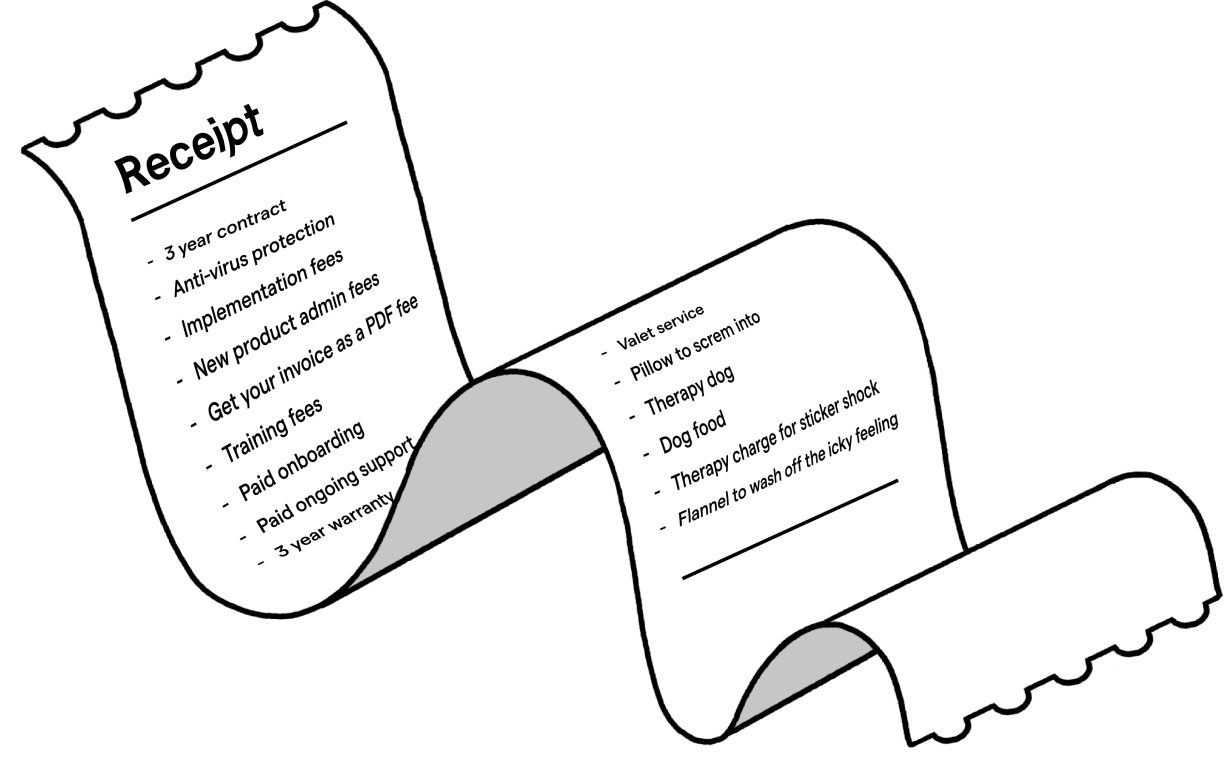 Receipt
- 3 year contract
- Anti-virus protection
- Implementation fees
- New product admin fees
- Get your invoice as a PDF fee
- Training fees
- Paid onboarding
- Paid ongoing support
- 3 year warranty
- Valet service
- Pillow to screm into
- Therapy dog
- Dog food
- Therapy charge for sticker shock
- Flannel to wash off the icky feeling